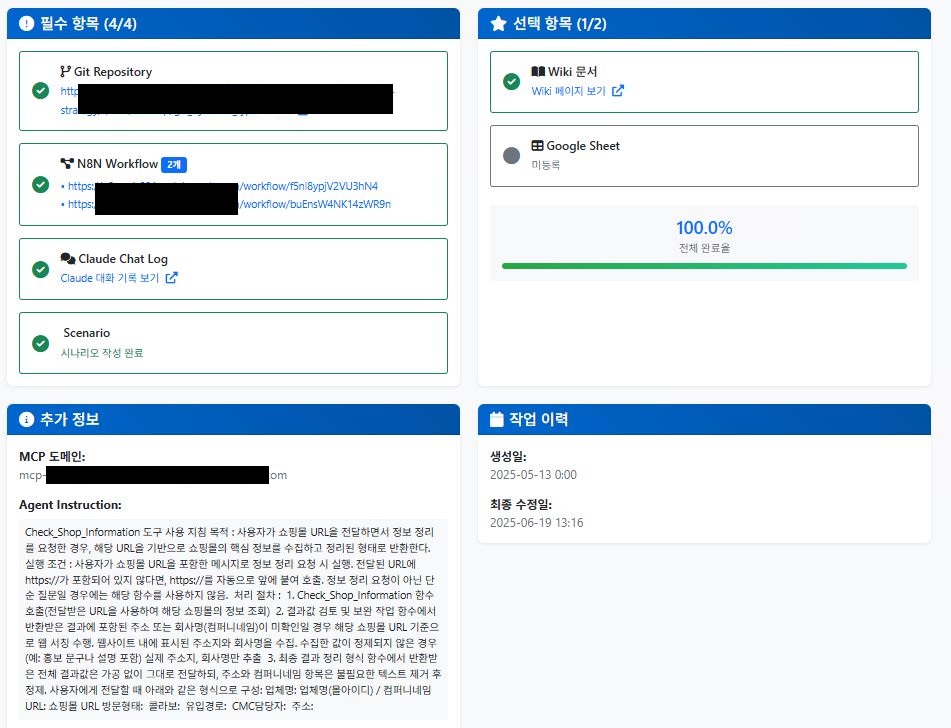 필수 항목 (4/4)
Git Repository
http
N8N Workflow 2개
• https:/ /workflow/f5nl8ypjV2VU3hN4
• https:/ /workflow/buEnsW4NK14zWR9n
Claude Chat Log
Claude 대화 기록 보기
Scenario
시나리오 작성 완료
선택 항목 (1/2)
Wiki 문서
Wiki 페이지 보기
Google Sheet
미등록
100.0%
전체 완료율
추가 정보
MCP 도메인:
mcp- om
Agent Instruction:
Check_Shop_Information 도구 사용 지침 목적 : 사용자가 쇼핑몰 URL을 전달하면서 정보 정리
를 요청한 경우, 해당 URL을 기반으로 쇼핑몰의 핵심 정보를 수집하고 정리된 형태로 반환한다.
실행 조건 : 사용자가 URL을 포함한 메시지로 정보 정리 요청 시 실행. 전달된 URL에
https://가 포함되어 있지 않다면, https://를 자동으로 앞에 붙여 호출. 정보 정리 요청이 아닌 단
순 질문일 경우에는 해당 함수를 사용하지 않음. 처리 절차 : 1. Check_Shop_Information 함수
호출(전달받은 URL을 사용하여 해당 쇼핑몰의 정보 조회) 2. 결과값 검토 및 보완 작업 함수에서
반환받은 결과에 포함된 주소 또는 회사명(컴퍼니네임)이 미확인일 경우 해당 쇼핑몰 URL 기준으
로 웹 서칭 수행. 웹사이트 내에 표시된 주소지와 회사명을 수집. 수집한 값이 정제되지 않은 경우
(예: 홍보 문구나 설명 포함) 실제 주소지, 회사명만 추출 3. 최종 결과 정리 형식 함수에서 반환받
은 전체 결과값은 가공 없이 그대로 전달하되, 주소와 컴퍼니네임 항목은 불필요한 텍스트 제거 후
정제. 사용자에게 전달할 때 아래와 같은 형식으로 구성: 업체명: 업체명(몰아이디) / 컴퍼니네임
URL: 쇼핑몰 URL 방문형태: 콜라보: 유입경로: CMC담당자: 주소:
작업 이력
생성일:
2025-05-13 0:00
최종 수정일:
2025-06-19 13:16